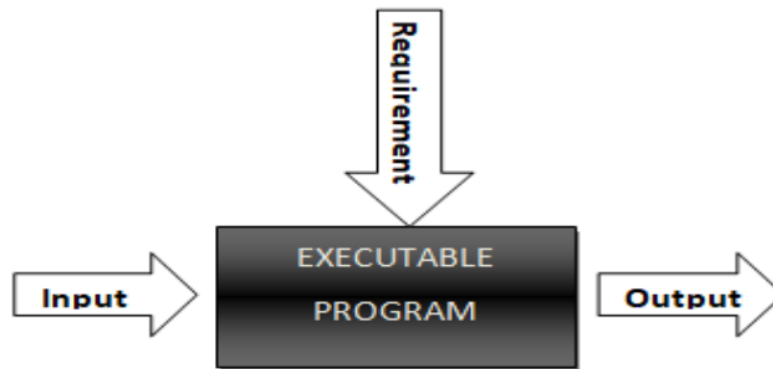 Requirement
Input
EXECUTABLE
PROGRAM
Output